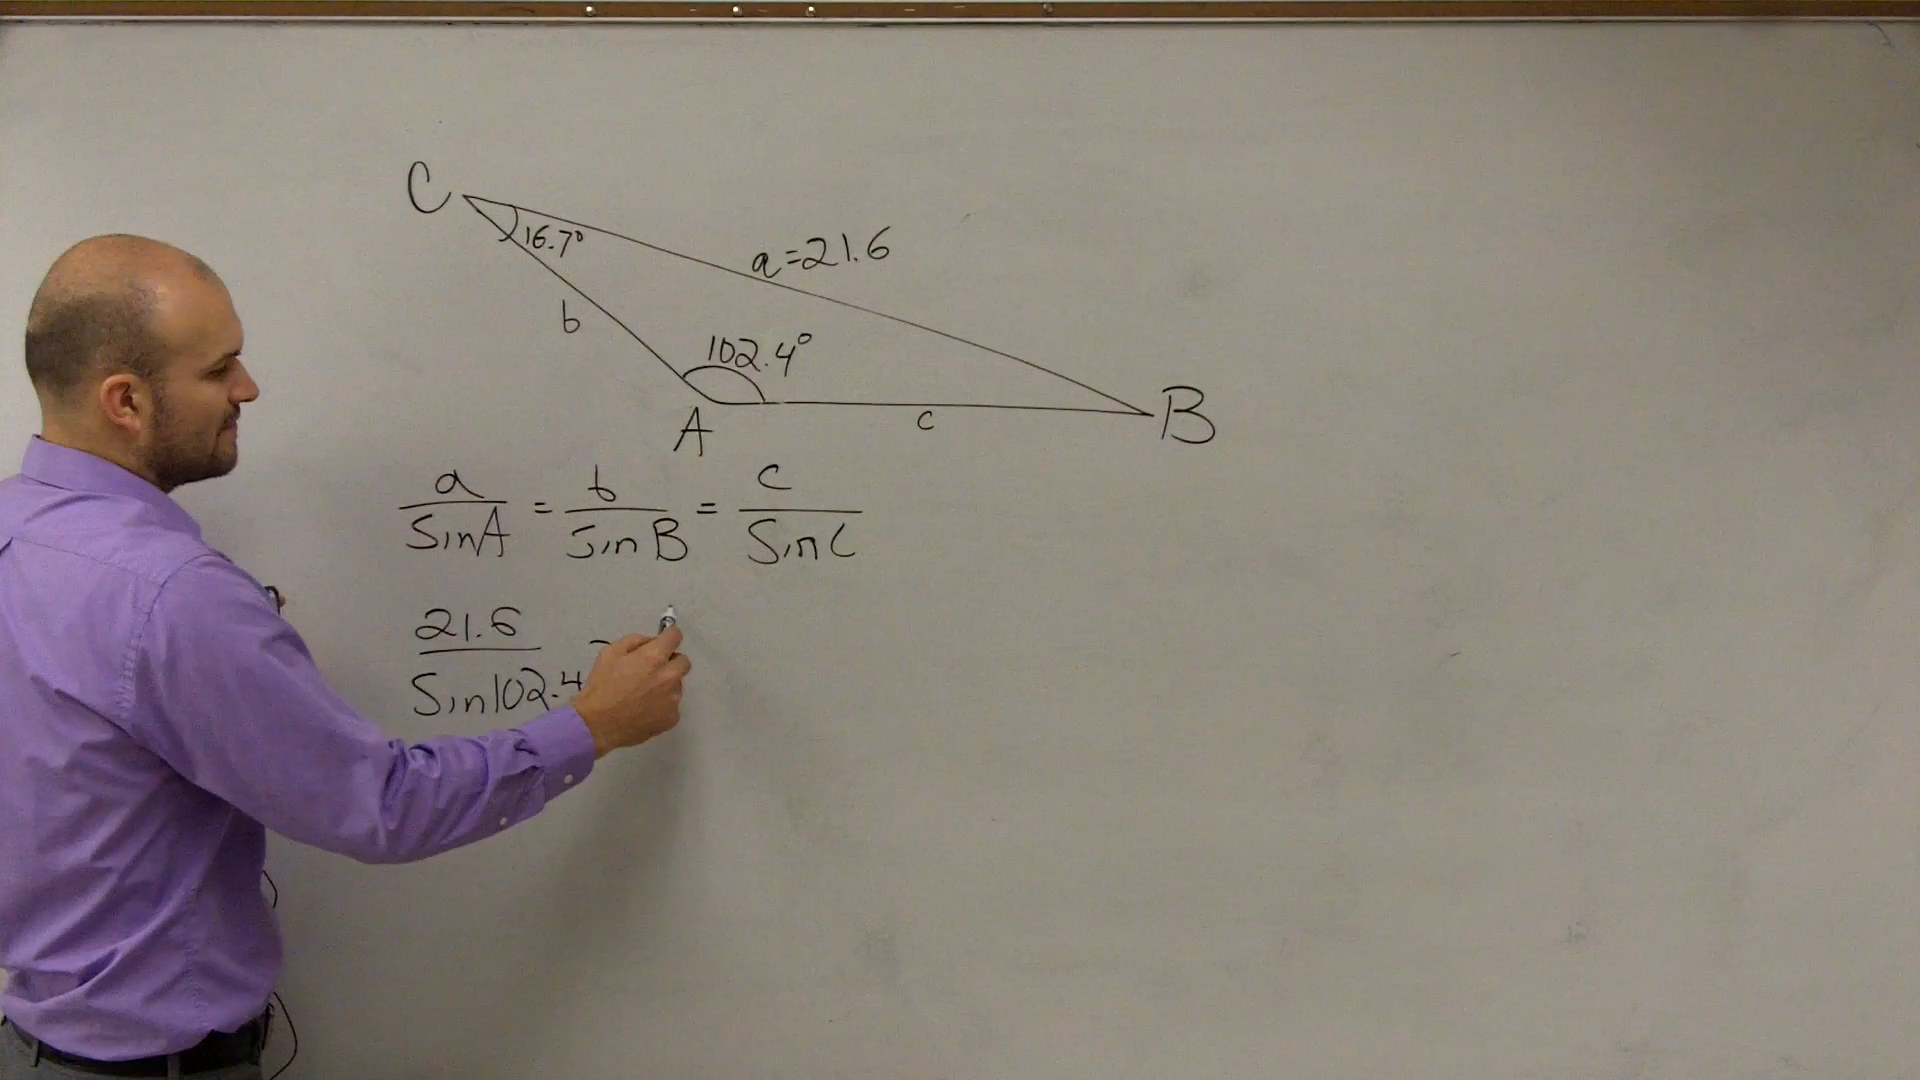 C
16.7°
a=21.6
b
102.4°
A
c
B
a/SinA = b/sinB = c/SinC
21.6
Sin102.4